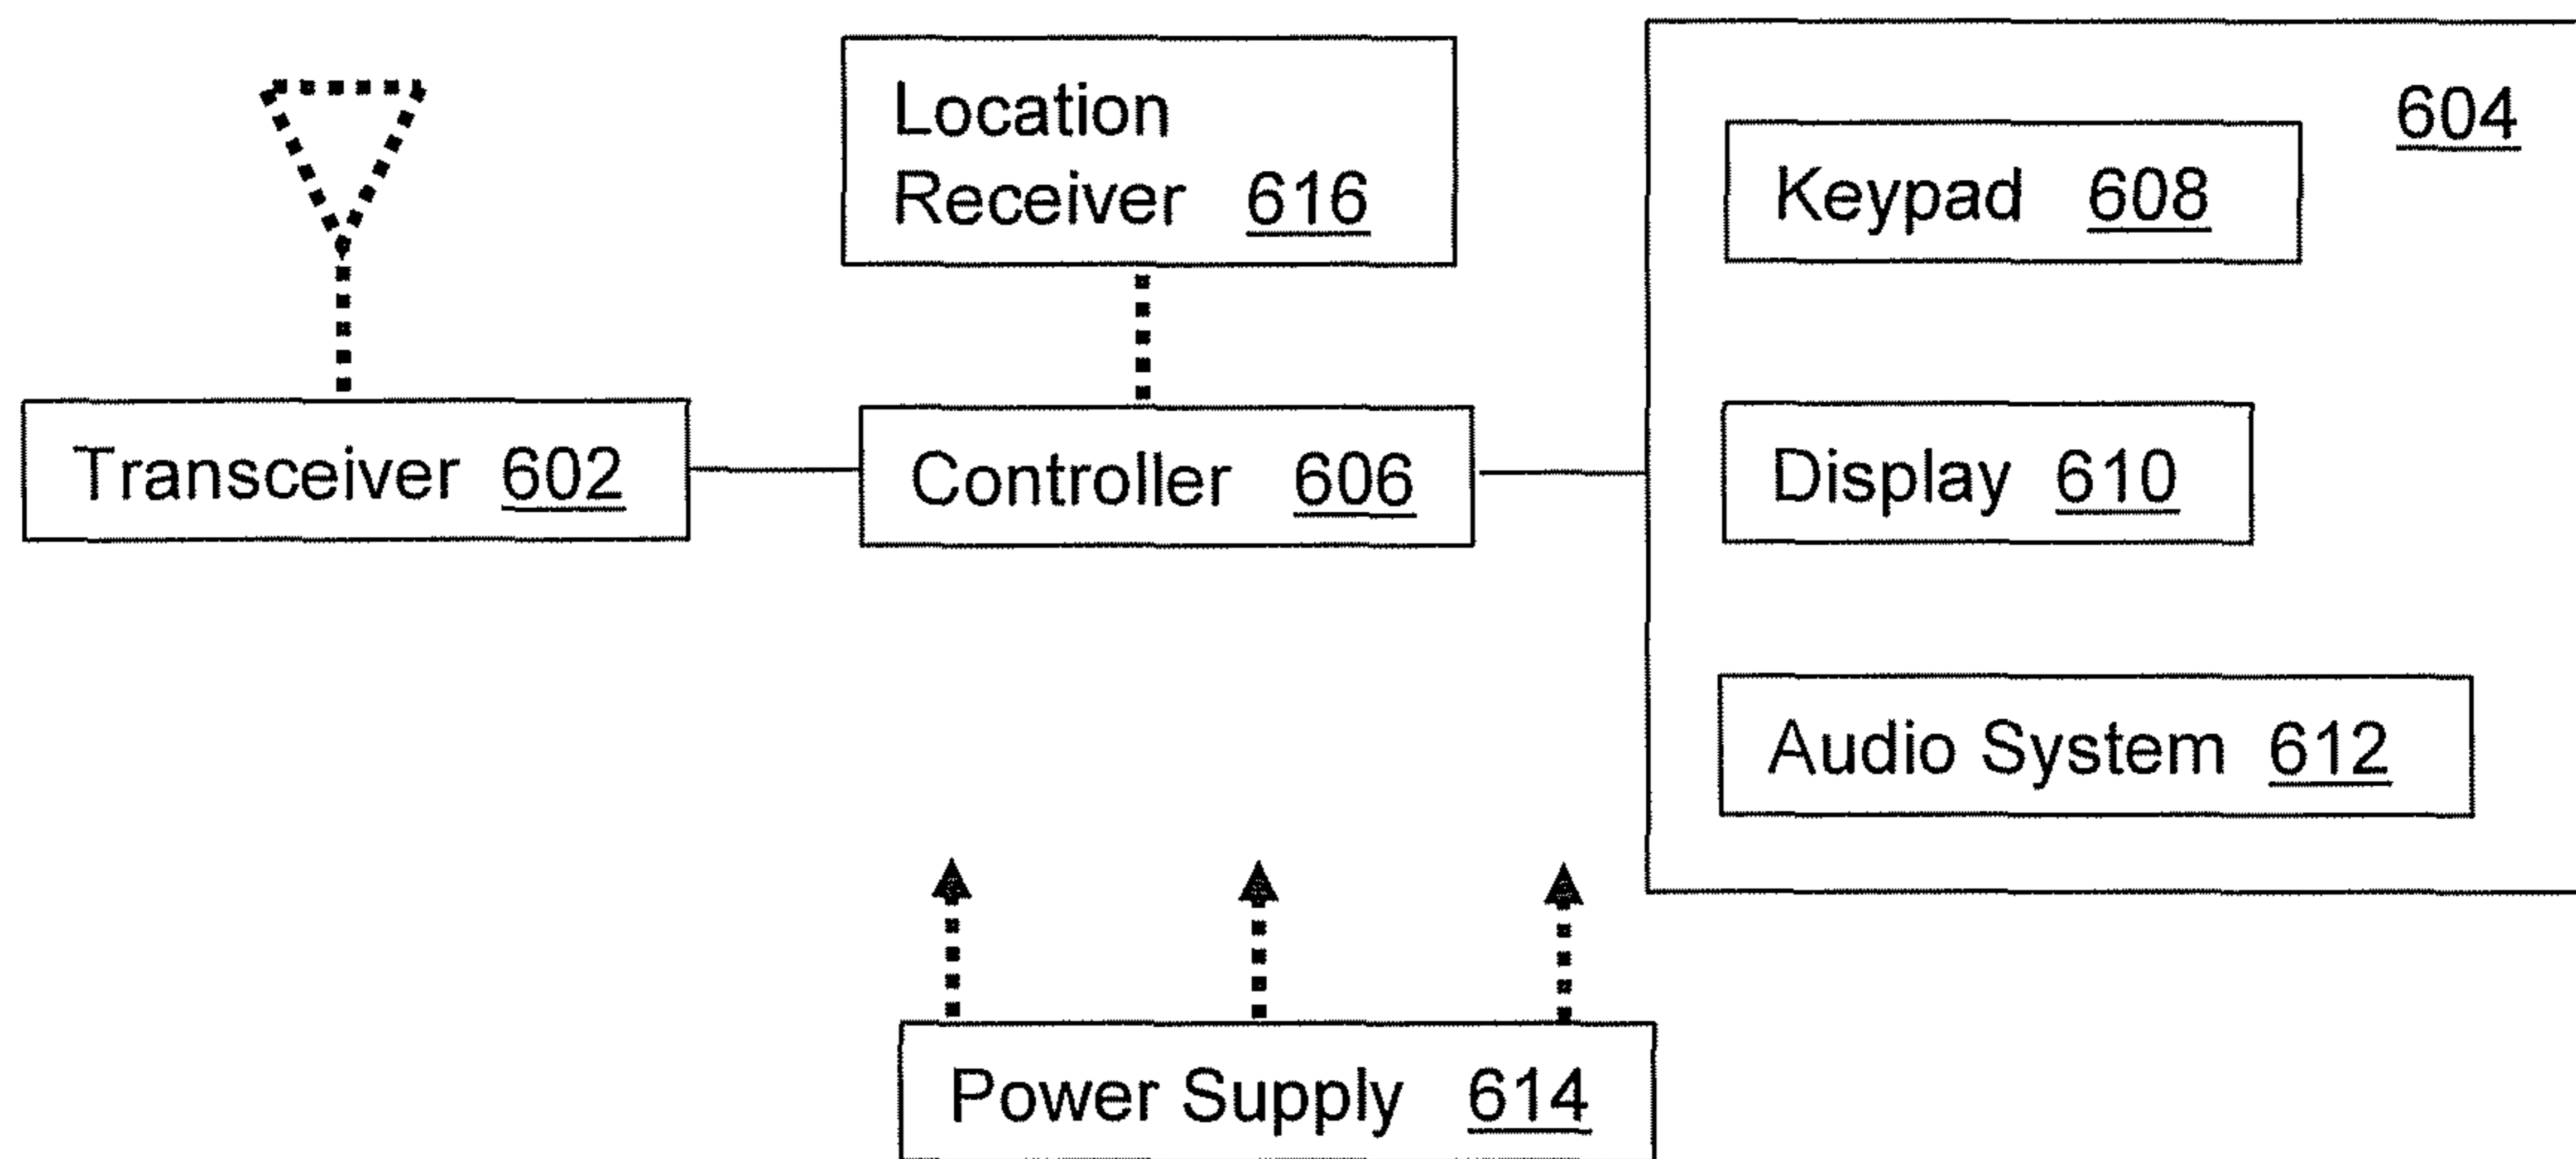 Location
Receiver 616
604
Keypad 608
Transceiver 602
Controller 606
Display 610
Audio System 612
Power Supply 614